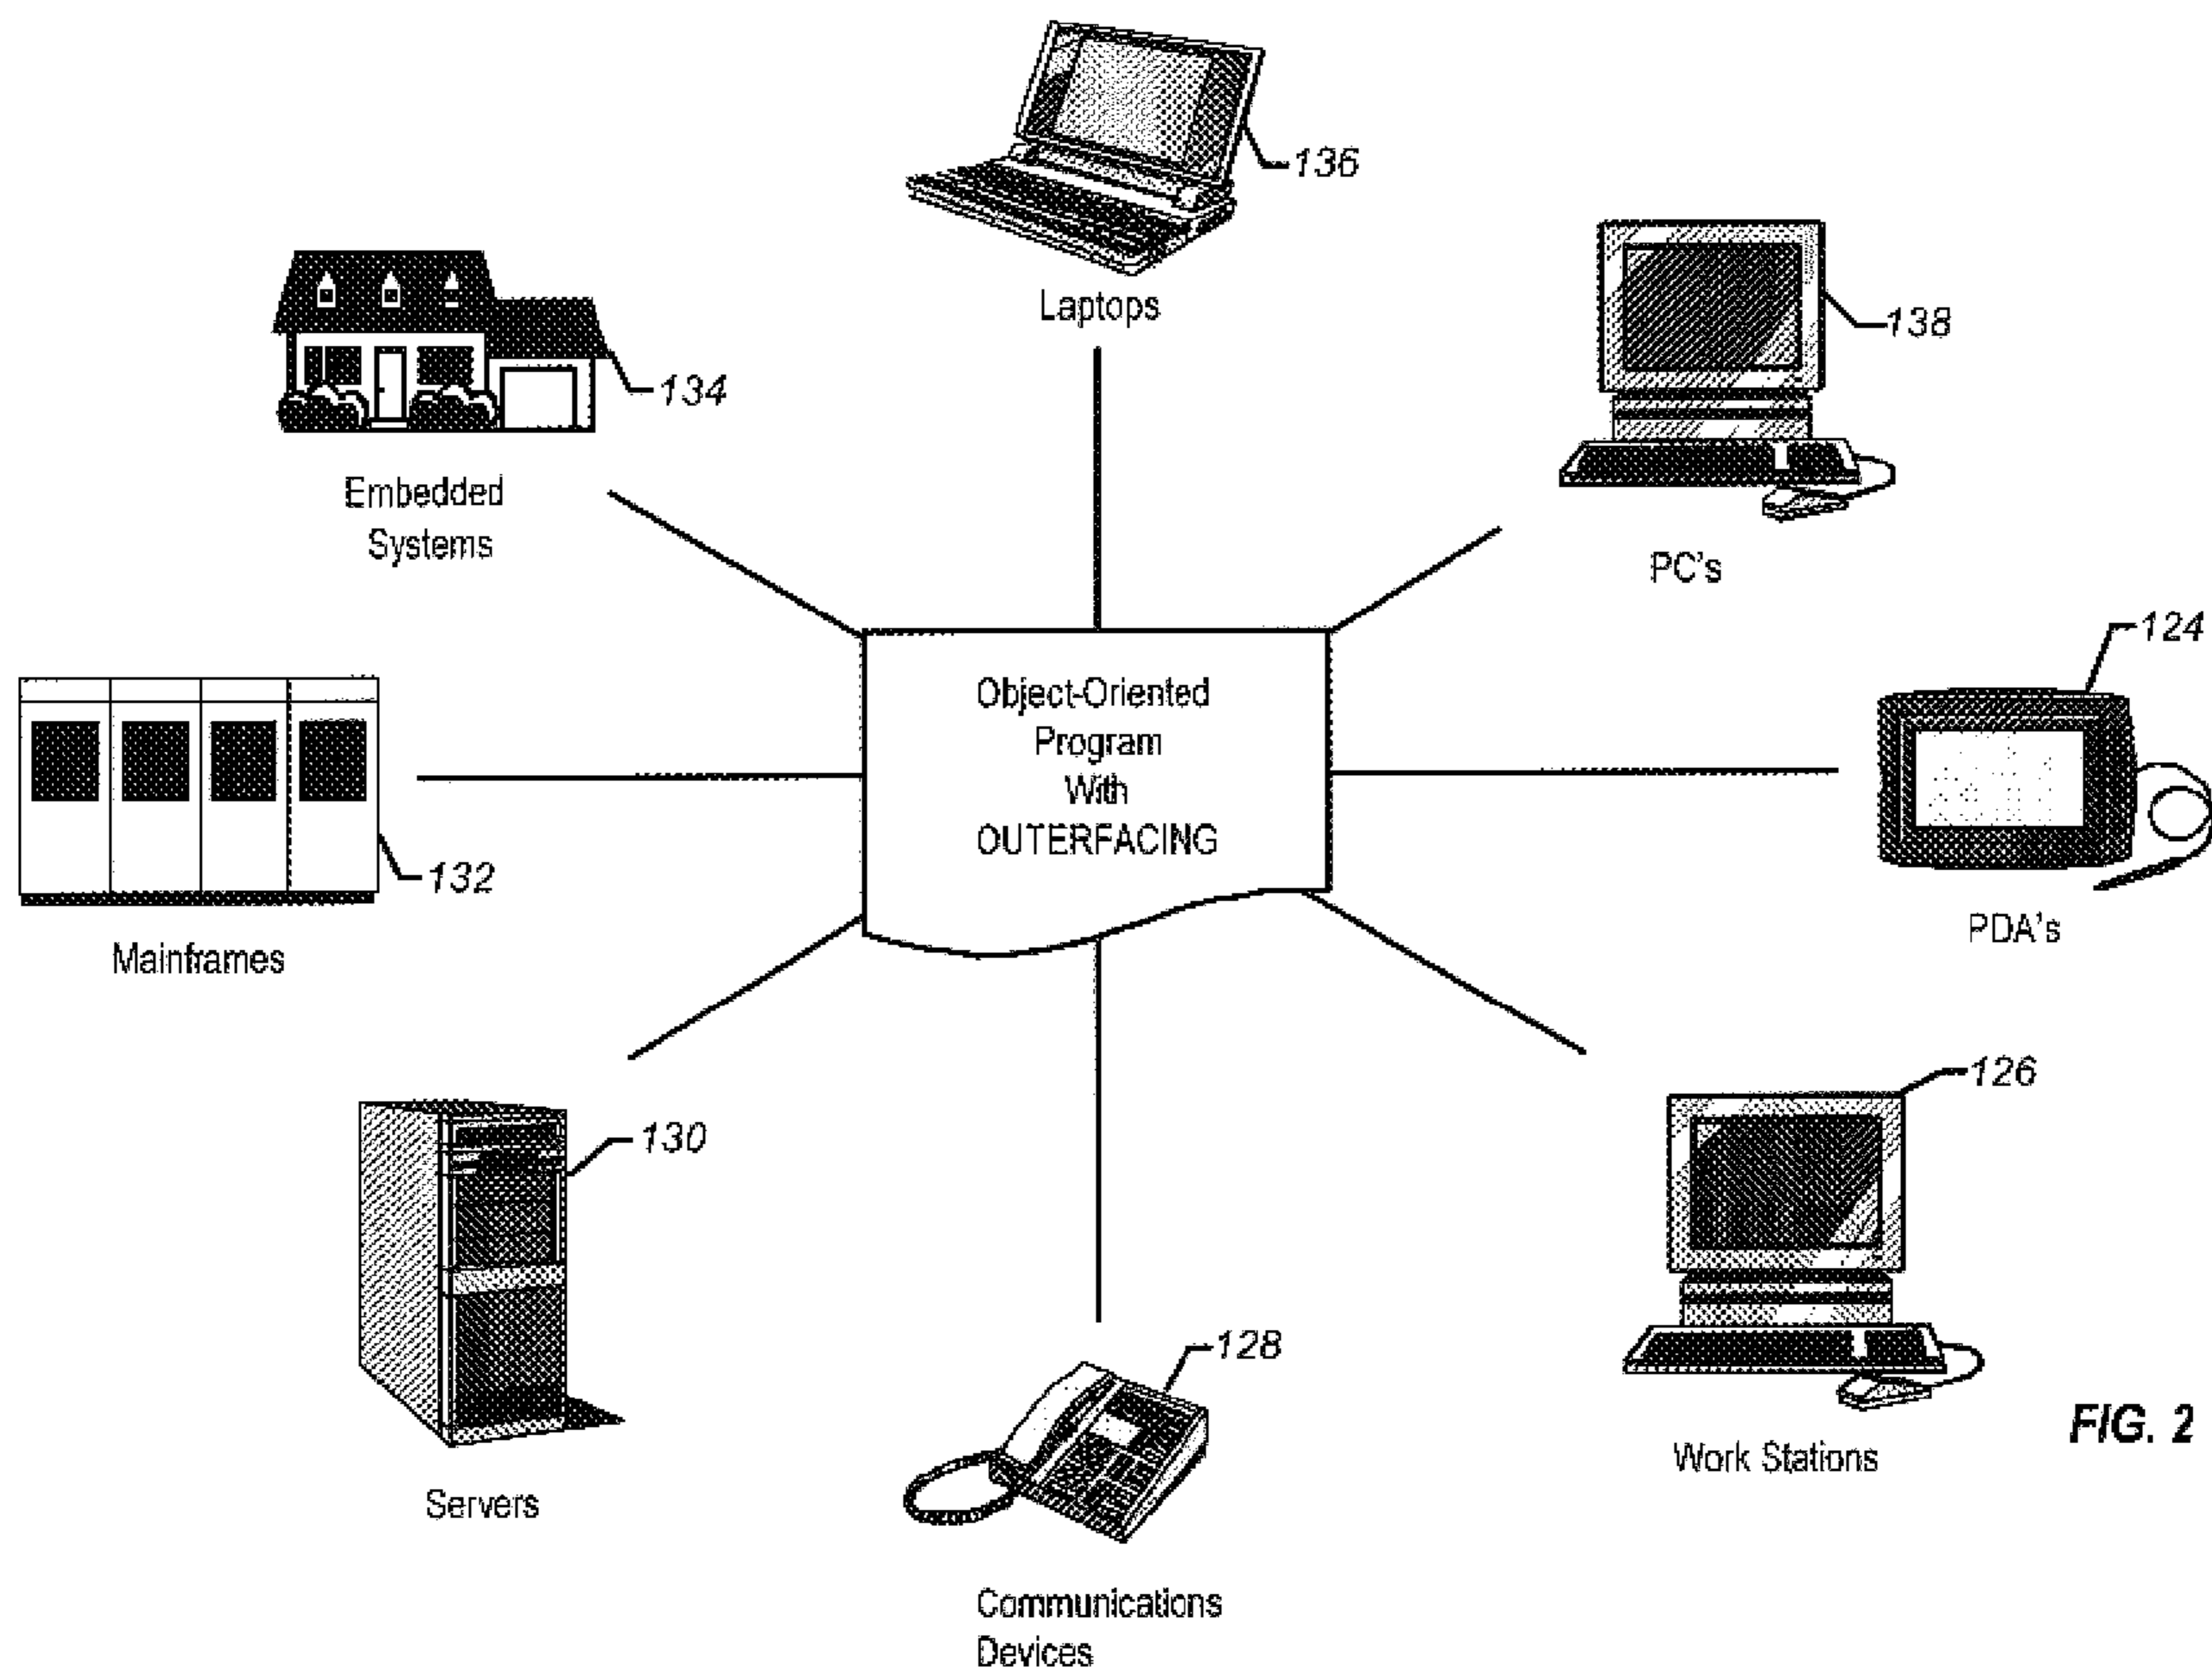 136
Laptops
138
134
Embedded
Systems
PC's
124
Object-Oriented
Program
With
OUTERFACING
132
Mainframes
PDA's
126
130
128
FIG. 2
Work Stations
Servers
Communications
Devices